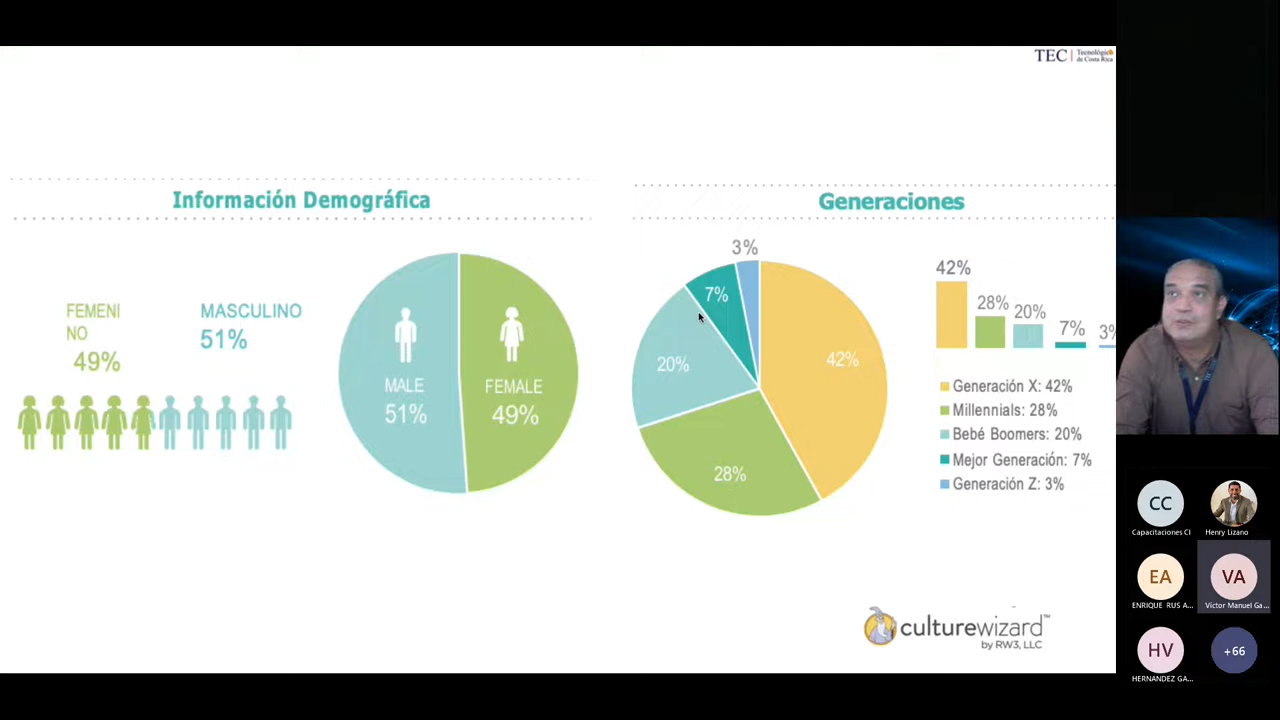 TEC | Tecnológico
de Costa Rica
Información Demográfica
Generaciones
FEMENI
NO
49%
MASCULINO
51%
MALE
51%
FEMALE
49%
3%
7%
20%
42%
28%
42%
28%
20%
7%
3%
Generación X: 42%
Millennials: 28%
Bebé Boomers: 20%
Mejor Generación: 7%
Generación Z: 3%
culturewizard™
by RW3, LLC
CC
Capacitaciones CI
Henry Lizano
EA
ENRIQUE RUS A...
VA
Víctor Manuel Ga...
HV
HERNANDEZ GA...
+66